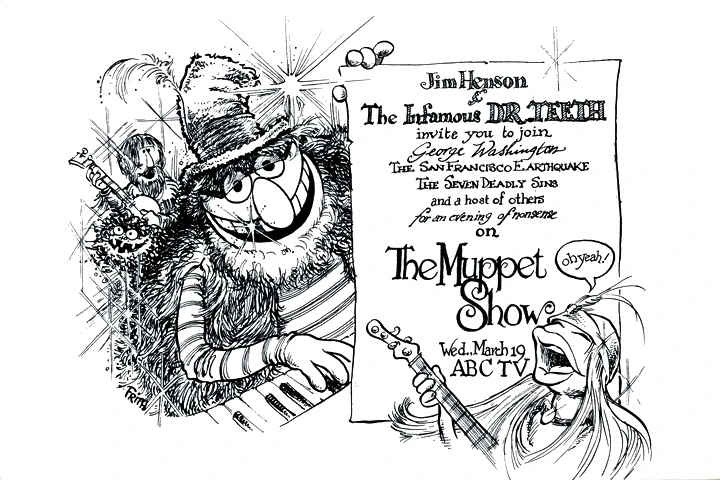 Jim Henson
&
The Infamous DR. TEETH
invite you to join
George Washington
THE SAN FRANCISCO EARTHQUAKE
THE SEVEN DEADLY SINS
and a host of others
for an evening of nonsense
on
The Muppet
Show
oh yeah!
Wed., March 19
ABC TV
FRITH